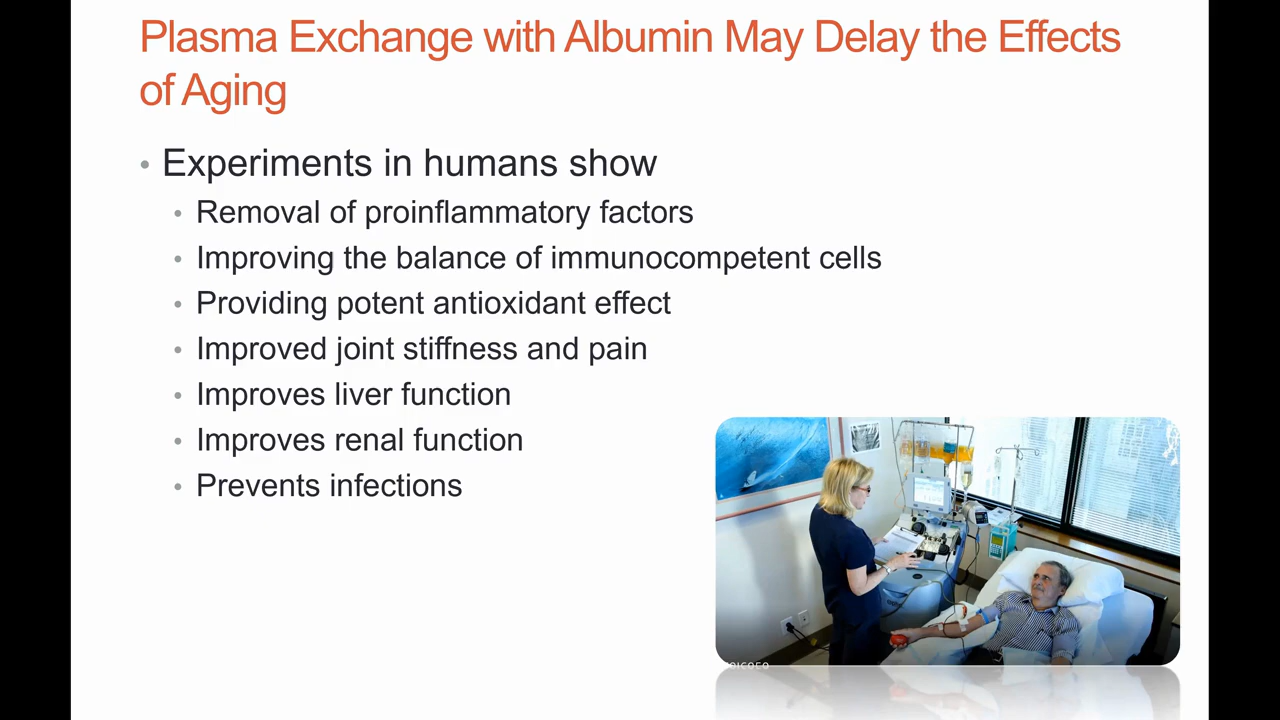 Plasma Exchange with Albumin May Delay the Effects
of Aging
• Experiments in humans show
• Removal of proinflammatory factors
• Improving the balance of immunocompetent cells
• Providing potent antioxidant effect
• Improved joint stiffness and pain
• Improves liver function
• Improves renal function
• Prevents infections